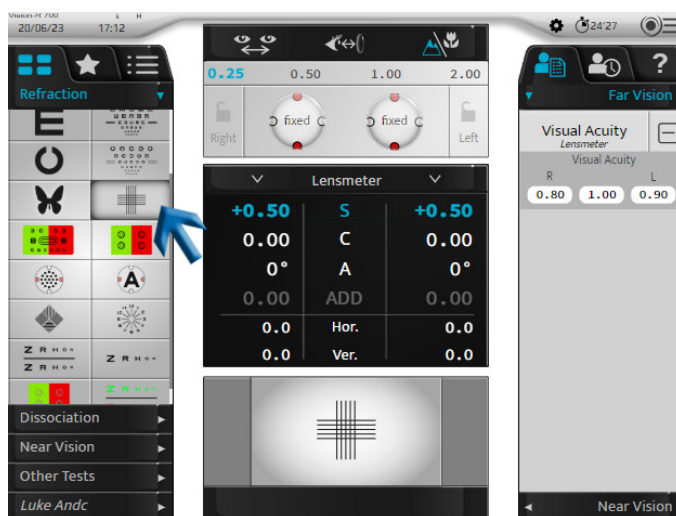 Vision-R 700
20/06/23 17:12
24'27
Refraction
0.25 0.50 1.00 2.00
fixed fixed
Right Left
Lensmeter
+0.50 S +0.50
0.00 C 0.00
0° A 0°
0.00 ADD 0.00
0.0 Hor. 0.0
0.0 Ver. 0.0
A
Z R H
Z R H
Z R H
Z R H
Dissociation
Near Vision
Other Tests
Luke Andc
?
Far Vision
Visual Acuity
Lensmeter
Visual Acuity
R L
0.80 1.00 0.90
Near Vision